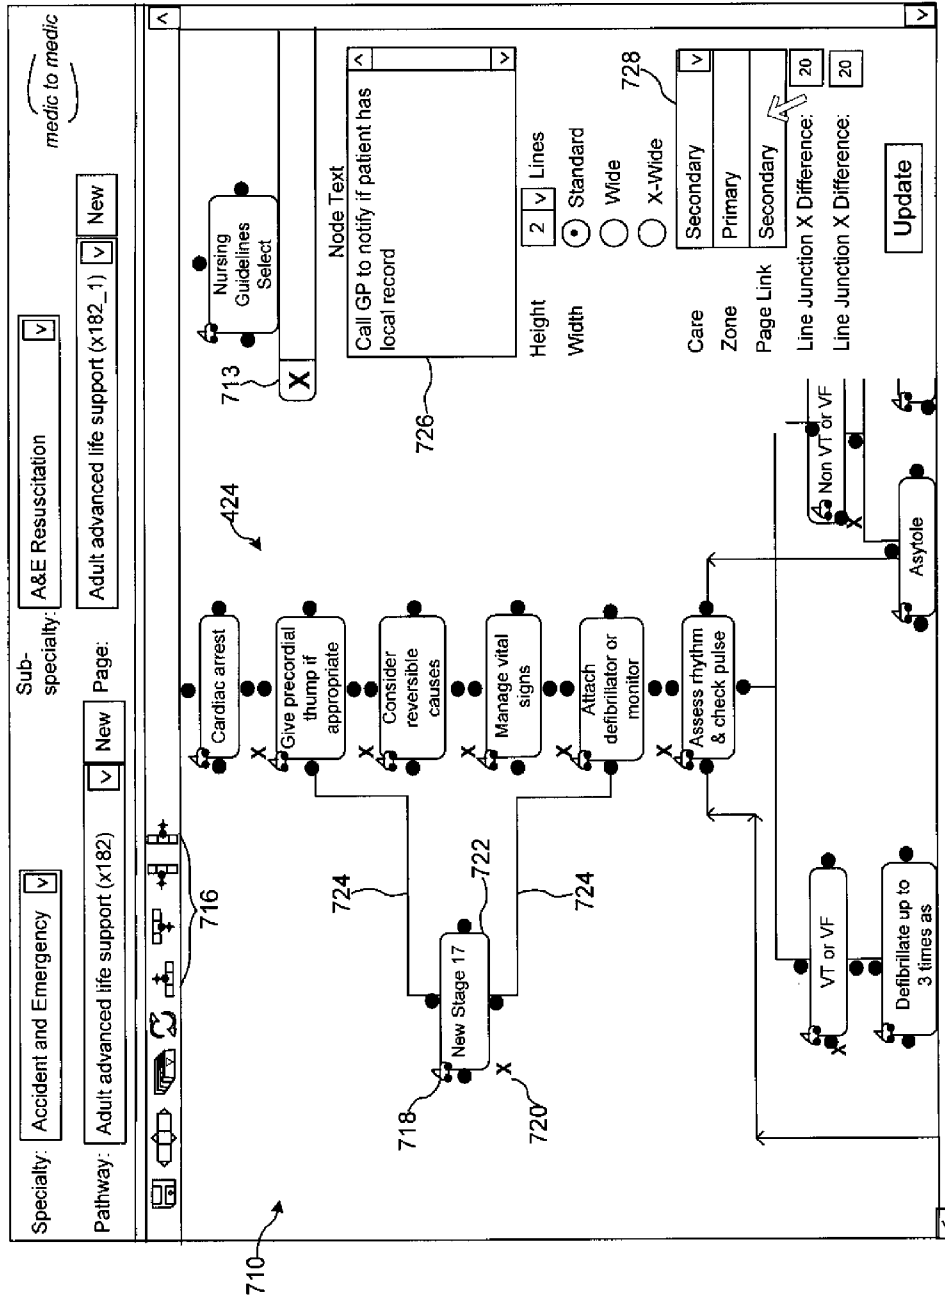 Specialty: Accident and Emergency v
Sub-specialty: A&E Resuscitation v
medic to medic
Pathway: Adult advanced life support (x182) v New
Page: Adult advanced life support (x182_1) v New
716
710
424
Cardiac arrest
Give precordial
thump if
appropriate
X
Consider
reversible
causes
X
Manage vital
signs
X
Attach
defibrillator or
monitor
X
Assess rhythm
& check pulse
X
724
724
New Stage 17
722
718
X
720
VT or VF
X
Defibrillate up to
3 times as
Non VT or VF
X
Asytole
Nursing
Guidelines
Select
713
X
Node Text
Call GP to notify if patient has
local record
726
Height 2 v Lines
Width Standard
Wide
X-Wide
728
Care Secondary v
Zone Primary
Page Link Secondary
Line Junction X Difference: 20
Line Junction X Difference: 20
Update